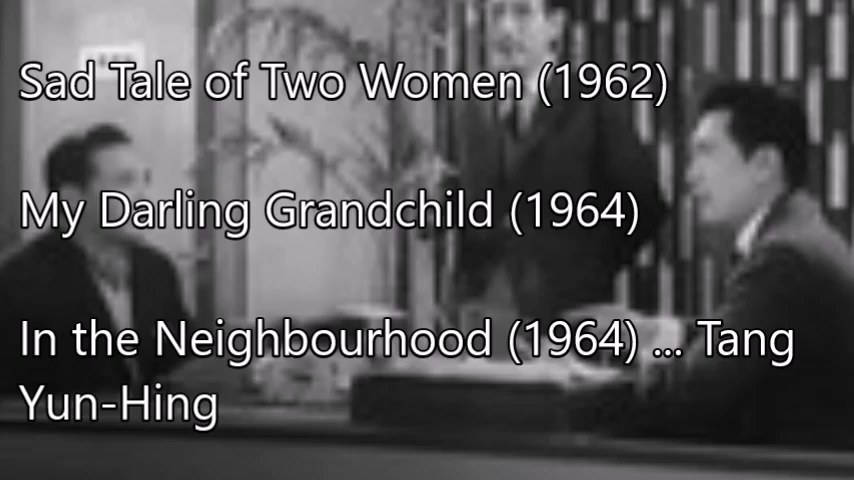 Sad Tale of Two Women (1962)
My Darling Grandchild (1964)
In the Neighbourhood (1964) ... Tang
Yun-Hing